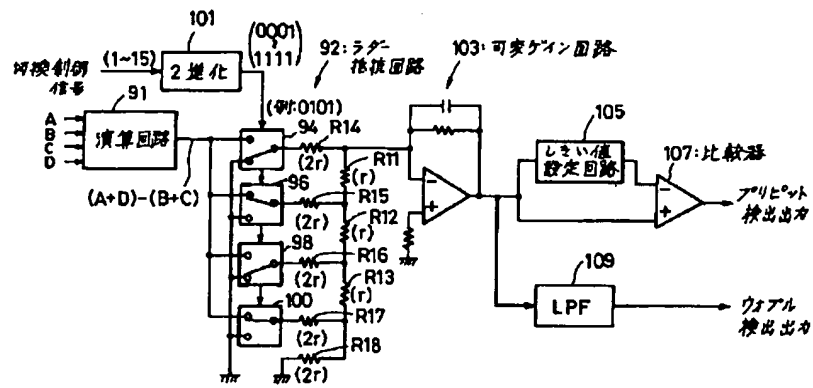 101
(0001
≀
1111)
92:ラダー
抵抗回路
103:可変ゲイン回路
切換制御
信号
(1~15)
2進化
91
(例:0101)
94
R14
105
A
B
C
D
演算回路
(2r)
R11
(r)
しきい値
設定回路
107:比較器
(A+D)-(B+C)
96
R15
(2r)
R12
(r)
−
+
−
+
プリピット
検出出力
98
R16
(2r)
R13
(r)
109
LPF
ウォブル
検出出力
100
R17
(2r)
R18
(2r)